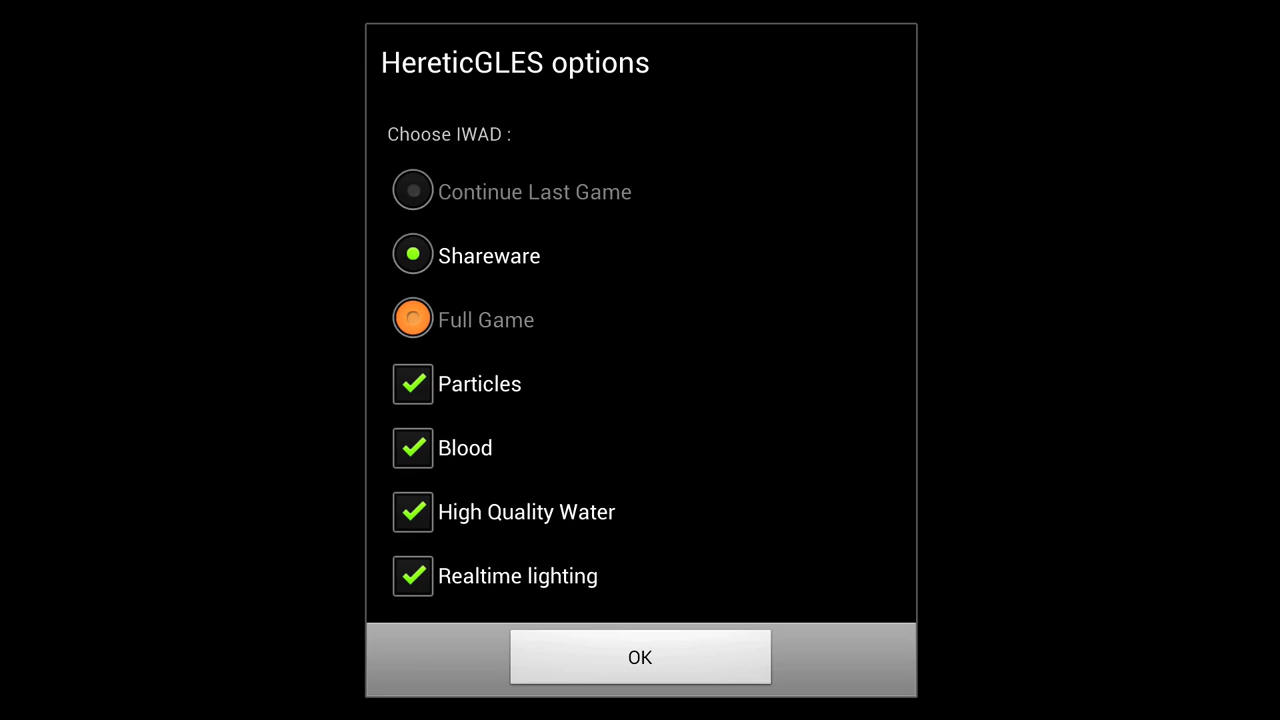 HereticGLES options
Choose IWAD :
Continue Last Game
Shareware
Full Game
Particles
Blood
High Quality Water
Realtime lighting
OK